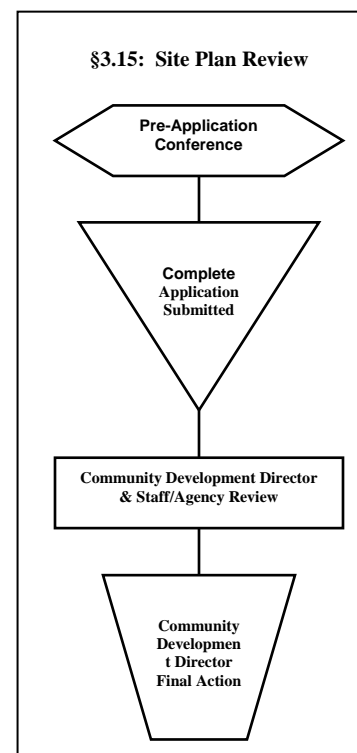 §3.15: Site Plan Review
Pre-Application
Conference
Complete
Application
Submitted
Community Development Director
& Staff/Agency Review
Community
Developmen
t Director
Final Action